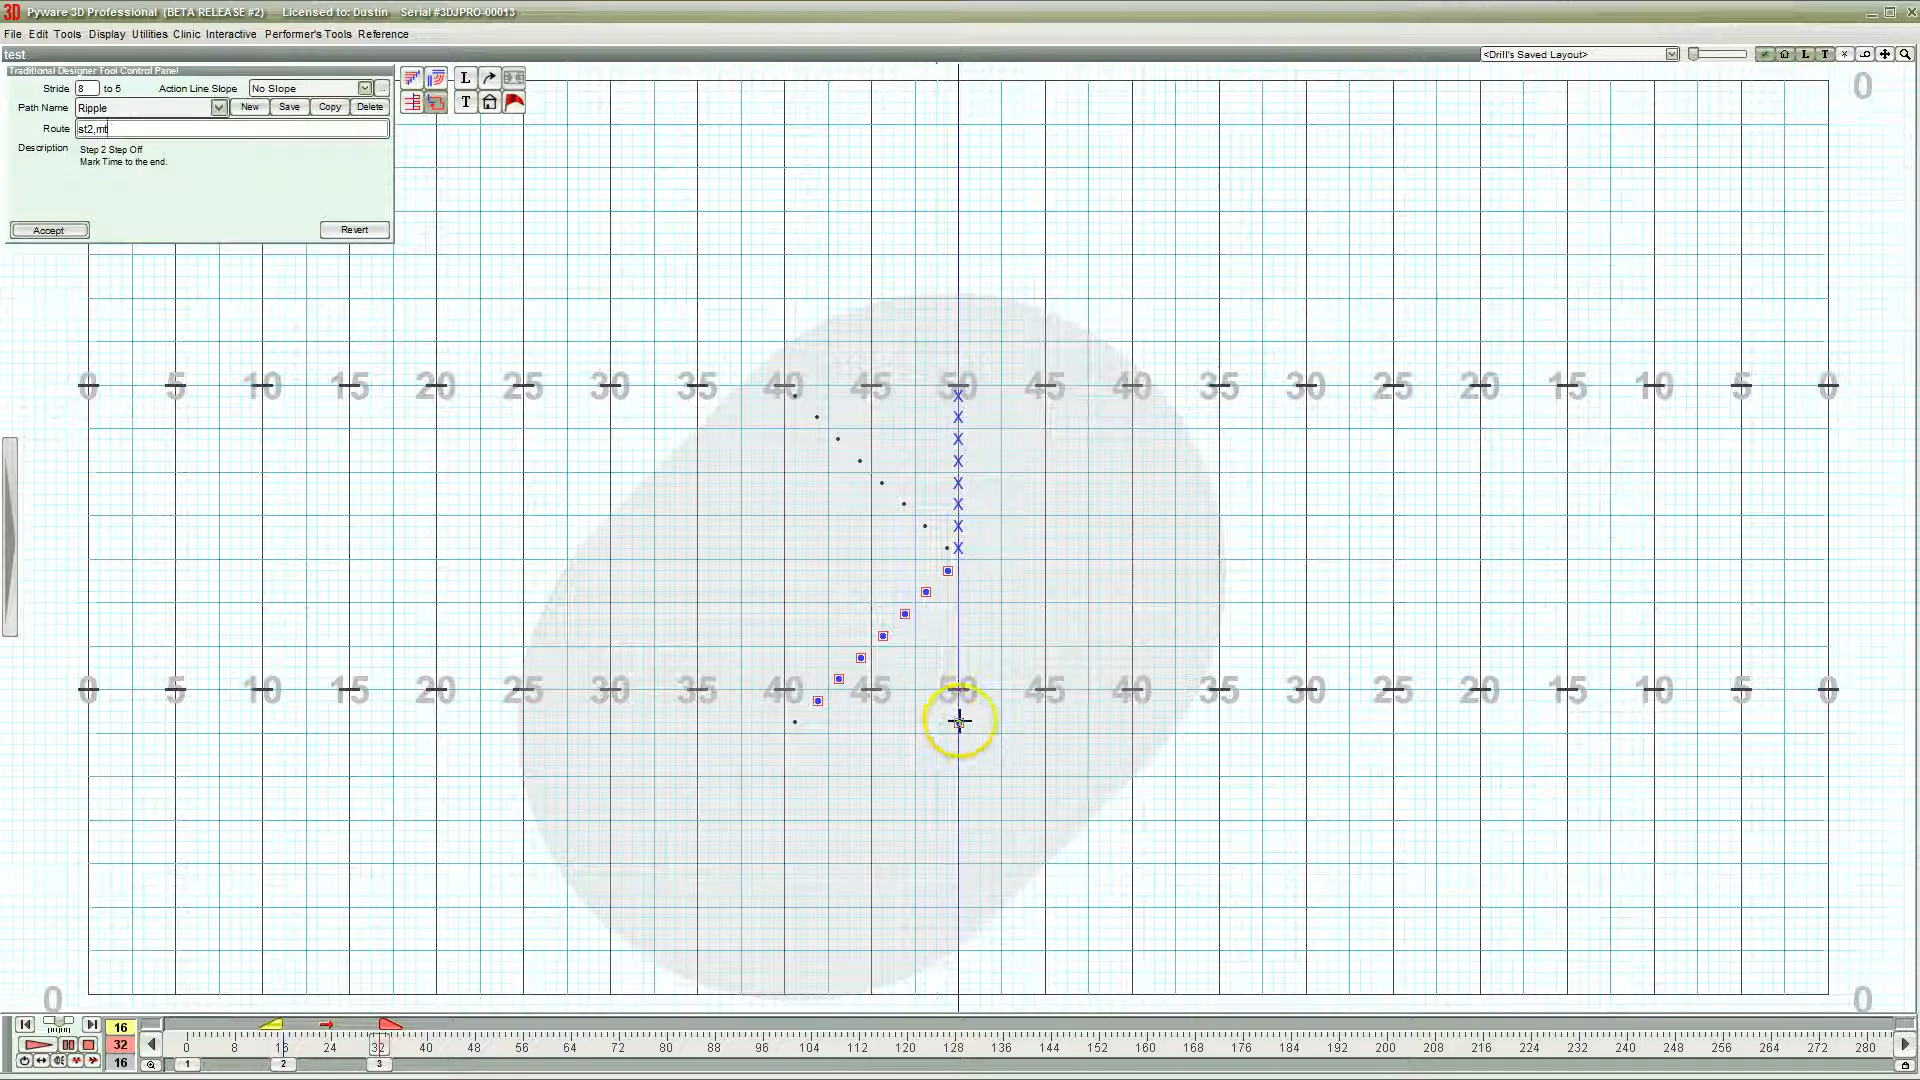 3D Pyware 3D Professional (BETA RELEASE #2) Licensed to: Dustin Serial #3DJPRO-00013
File Edit Tools Display Utilities Clinic Interactive Performer's Tools Reference
test <Drill's Saved Layout>
Traditional Designer Tool Control Panel
Stride 8 to 5 Action Line Slope No Slope ...
Path Name Ripple New Save Copy Delete
Route st2,mt
Description Step 2 Step Off
Mark Time to the end.
Accept Revert
L
T
L T
0
0 5 10 15 20 25 30 35 40 45 50 45 40 35 30 25 20 15 10 5 0
X
X
X
X
X
X
X
X
0 5 10 15 20 25 30 35 40 45 50 45 40 35 30 25 20 15 10 5 0
0 0
16
32 0 8 16 24 32 40 48 56 64 72 80 88 96 104 112 120 128 136 144 152 160 168 176 184 192 200 208 216 224 232 240 248 256 264 272 280
16 1 2 3